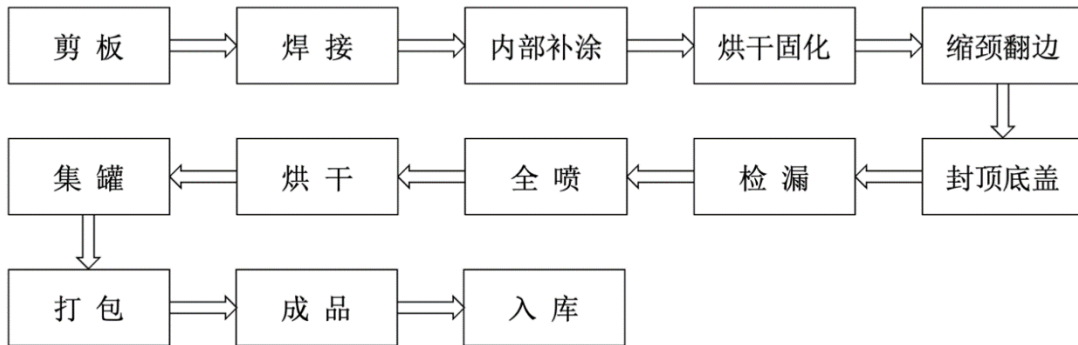 剪 板
焊 接
内部补涂
烘干固化
缩颈翻边
封顶底盖
检 漏
全 喷
烘 干
集 罐
打 包
成 品
入 库